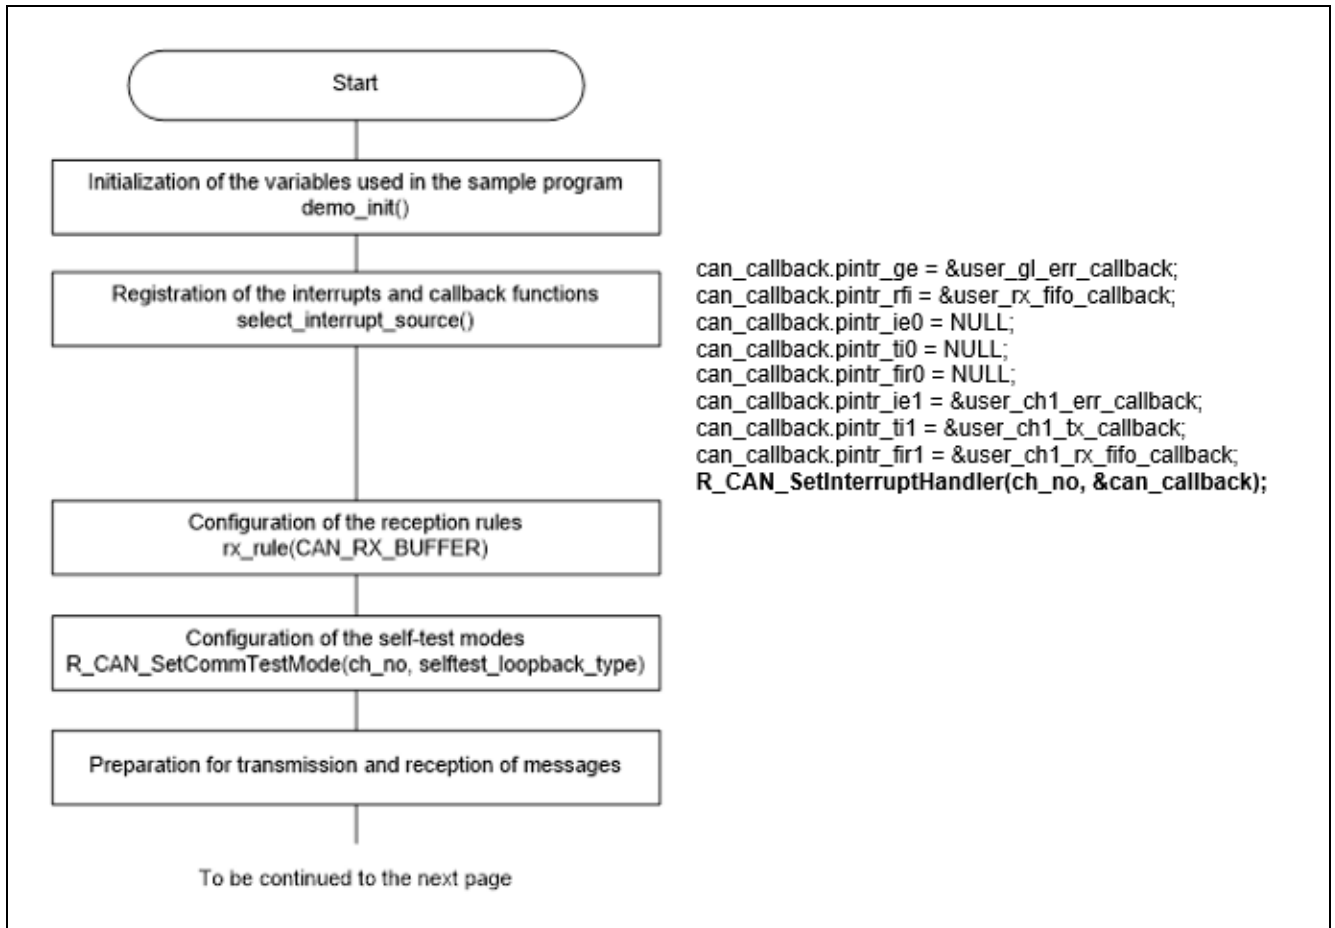 Start
Initialization of the variables used in the sample program
demo_init()
Registration of the interrupts and callback functions
select_interrupt_source()
can_callback.pintr_ge = &user_gl_err_callback;
can_callback.pintr_rfi = &user_rx_fifo_callback;
can_callback.pintr_ie0 = NULL;
can_callback.pintr_ti0 = NULL;
can_callback.pintr_fir0 = NULL;
can_callback.pintr_ie1 = &user_ch1_err_callback;
can_callback.pintr_ti1 = &user_ch1_tx_callback;
can_callback.pintr_fir1 = &user_ch1_rx_fifo_callback;
R_CAN_SetInterruptHandler(ch_no, &can_callback);
Configuration of the reception rules
rx_rule(CAN_RX_BUFFER)
Configuration of the self-test modes
R_CAN_SetCommTestMode(ch_no, selftest_loopback_type)
Preparation for transmission and reception of messages
To be continued to the next page